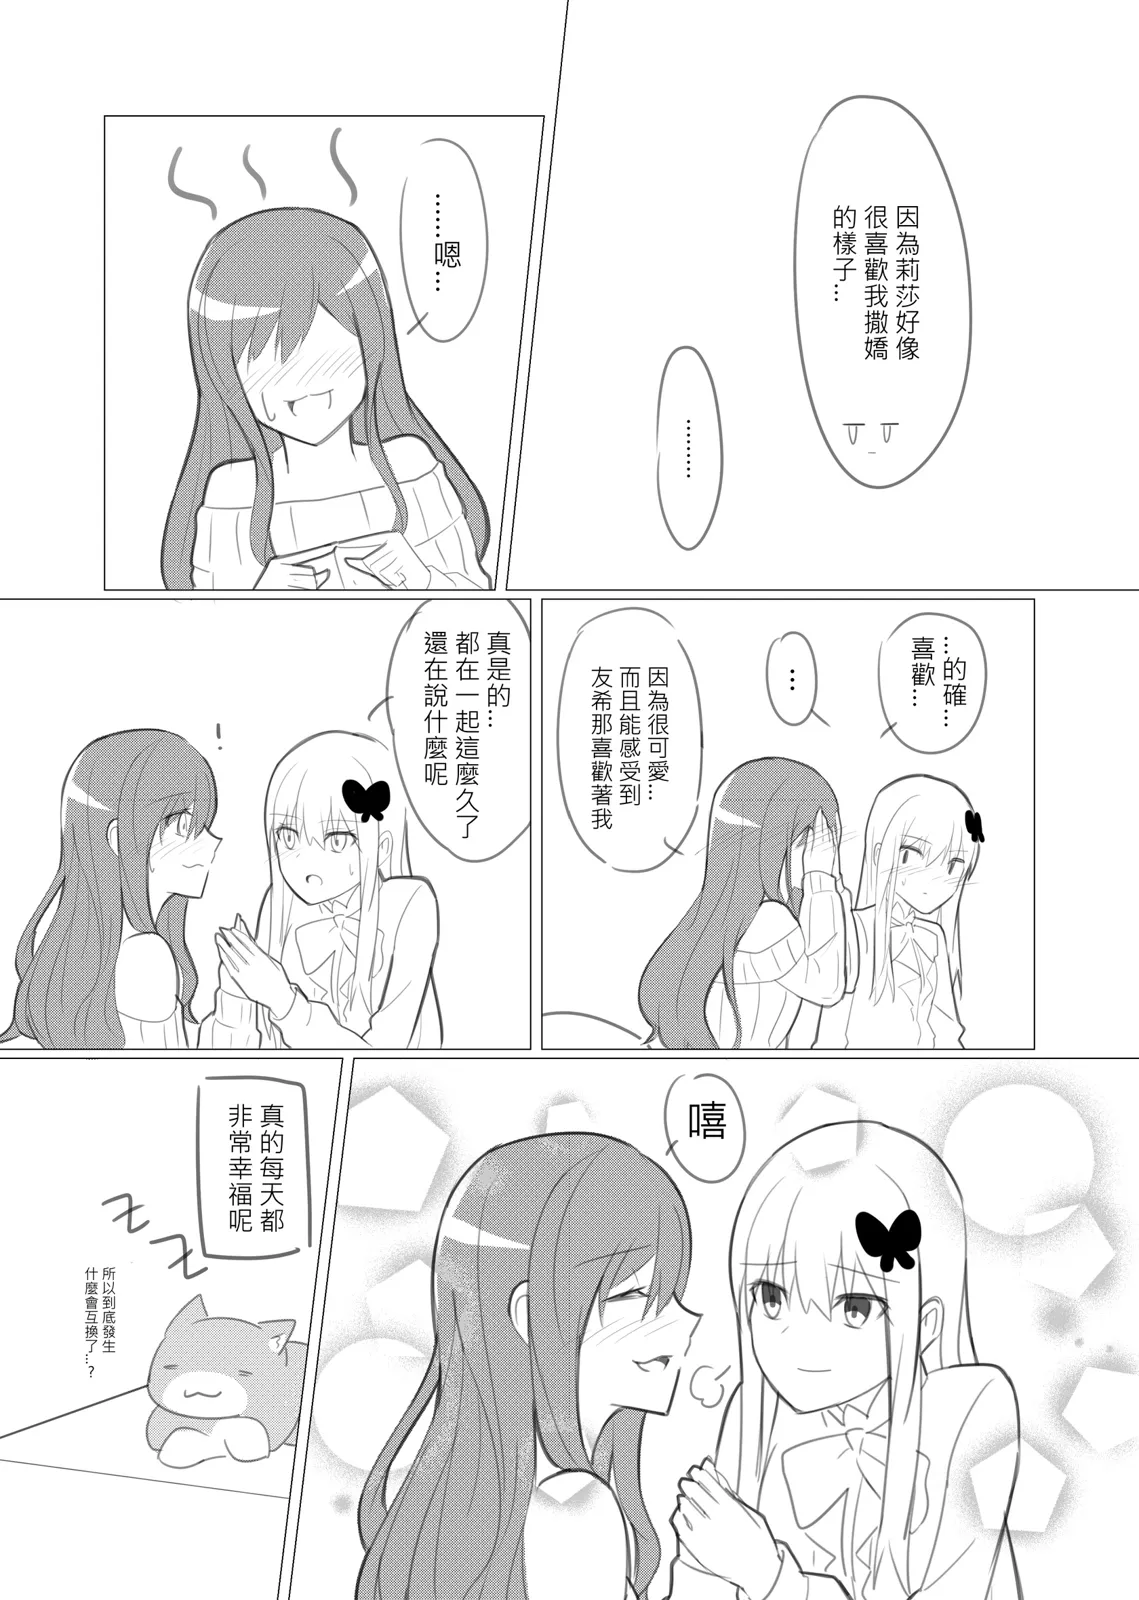 因為莉莎好像
很喜歡我撒嬌
的樣子…
………
……嗯…
…的確…
喜歡…
…
因為很可愛…
而且能感受到
友希那喜歡著我
真是的…
都在一起這麼久了
還在說什麼呢
!
嘻
真的每天都
非常幸福呢
zz
所以到底發生
什麼會互換了…?